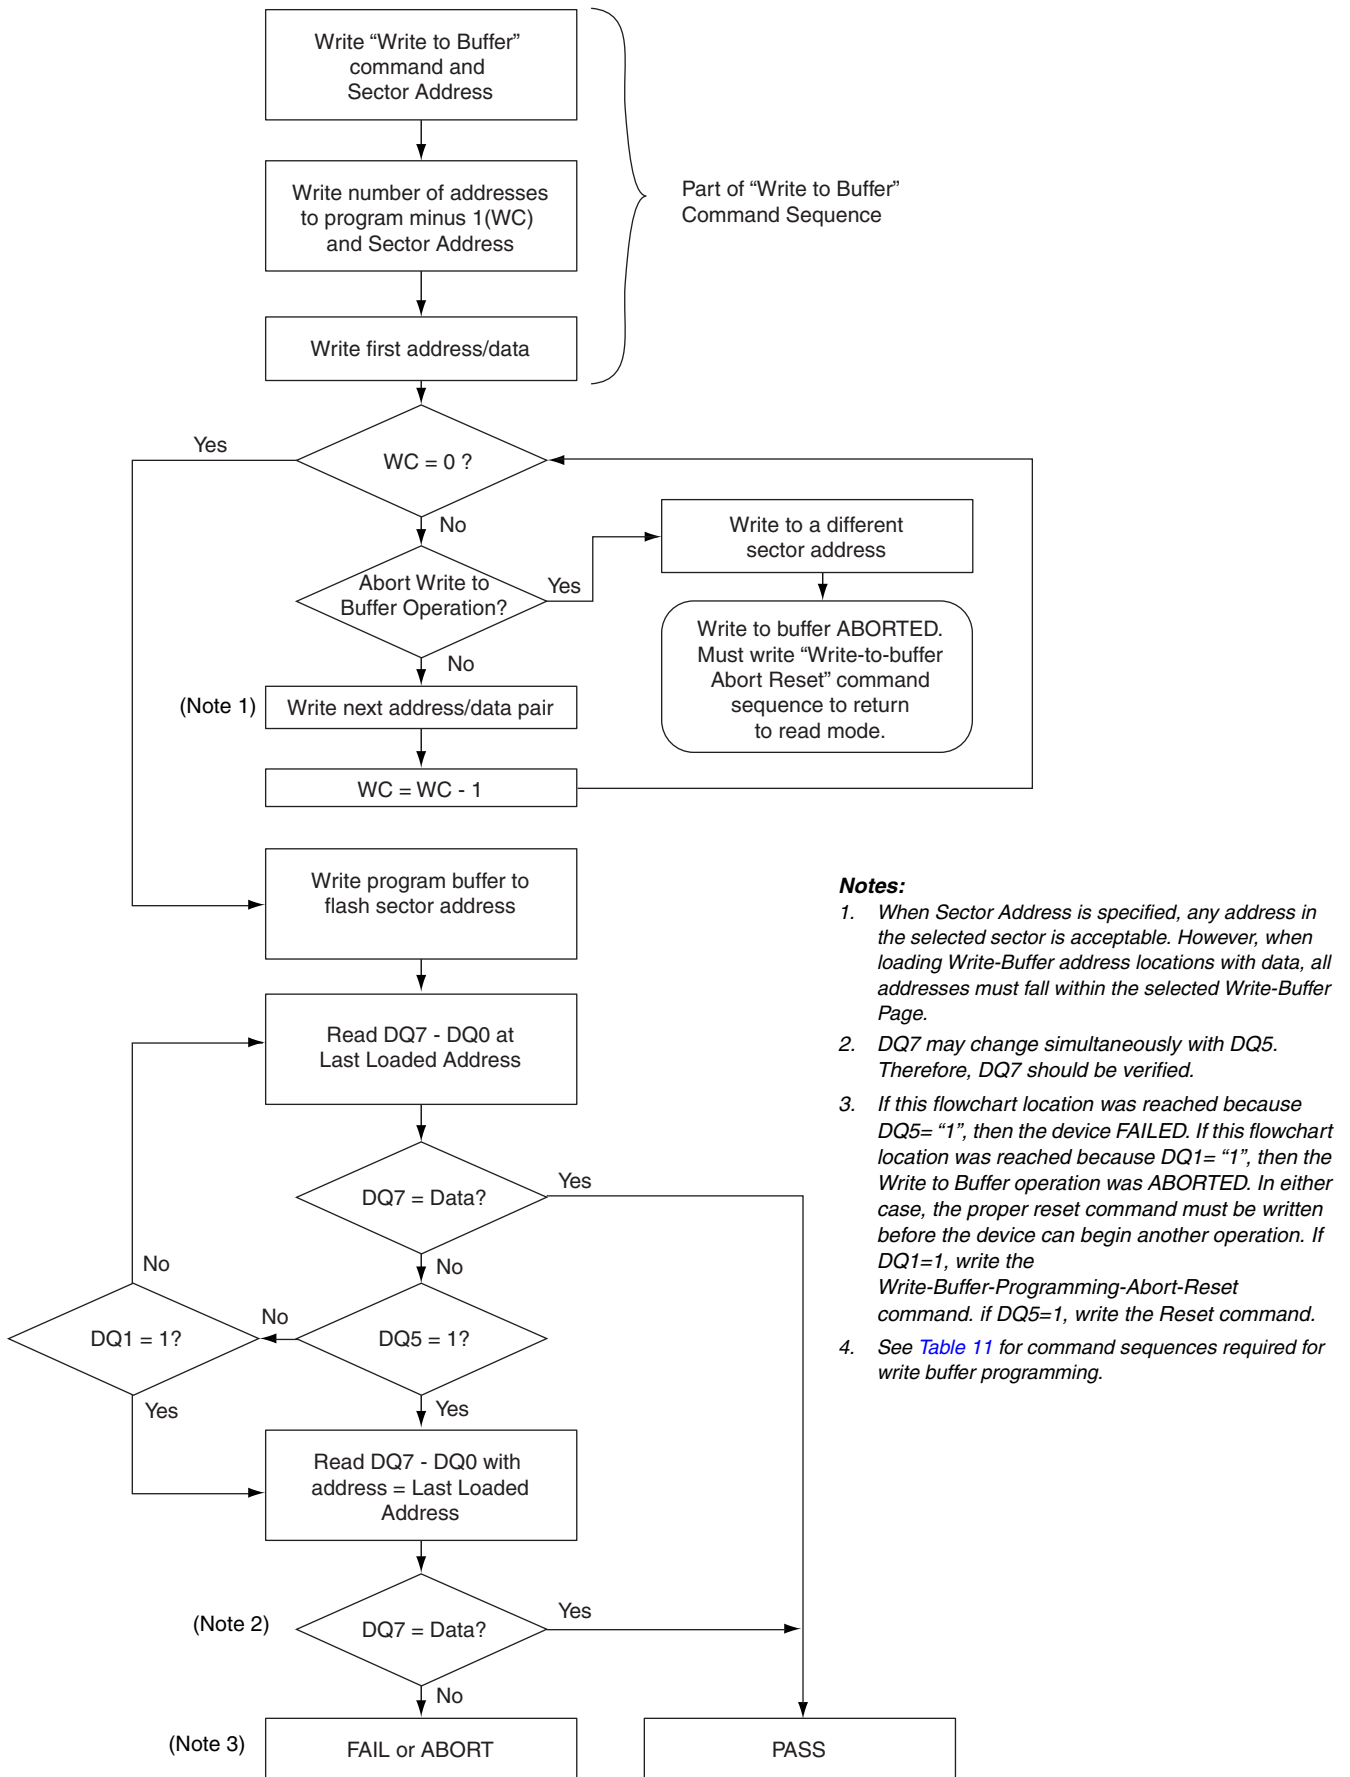 Write “Write to Buffer”
command and
Sector Address
Write number of addresses
to program minus 1(WC)
and Sector Address
Part of “Write to Buffer”
Command Sequence
Write first address/data
Yes
WC = 0 ?
No
Write to a different
sector address
Abort Write to
Buffer Operation?
Yes
Write to buffer ABORTED.
Must write “Write-to-buffer
Abort Reset” command
sequence to return
to read mode.
No
(Note 1)
Write next address/data pair
WC = WC - 1
Write program buffer to
flash sector address
Notes:
1. When Sector Address is specified, any address in
the selected sector is acceptable. However, when
loading Write-Buffer address locations with data, all
addresses must fall within the selected Write-Buffer
Page.
2. DQ7 may change simultaneously with DQ5.
Therefore, DQ7 should be verified.
3. If this flowchart location was reached because
DQ5= “1”, then the device FAILED. If this flowchart
location was reached because DQ1= “1”, then the
Write to Buffer operation was ABORTED. In either
case, the proper reset command must be written
before the device can begin another operation. If
DQ1=1, write the
Write-Buffer-Programming-Abort-Reset
command. if DQ5=1, write the Reset command.
4. See Table 11 for command sequences required for
write buffer programming.
Read DQ7 - DQ0 at
Last Loaded Address
DQ7 = Data?
Yes
No
No
DQ1 = 1?
No
DQ5 = 1?
Yes
Yes
Read DQ7 - DQ0 with
address = Last Loaded
Address
(Note 2)
DQ7 = Data?
Yes
No
(Note 3)
FAIL or ABORT
PASS